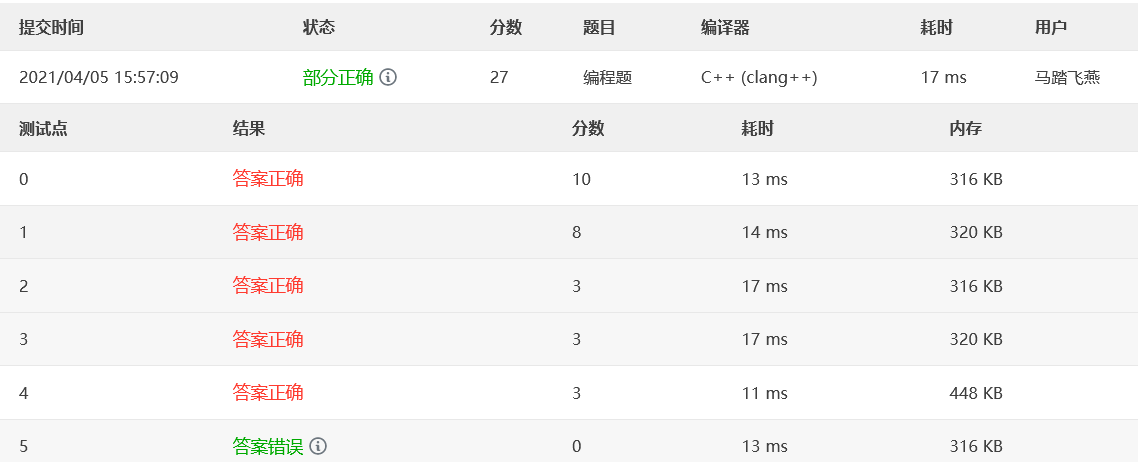 提交时间 状态 分数 题目 编译器 耗时 用户
2021/04/05 15:57:09 部分正确 27 编程题 C++ (clang++) 17 ms 马踏飞燕
测试点 结果 分数 耗时 内存
0 答案正确 10 13 ms 316 KB
1 答案正确 8 14 ms 320 KB
2 答案正确 3 17 ms 316 KB
3 答案正确 3 17 ms 320 KB
4 答案正确 3 11 ms 448 KB
5 答案错误 0 13 ms 316 KB